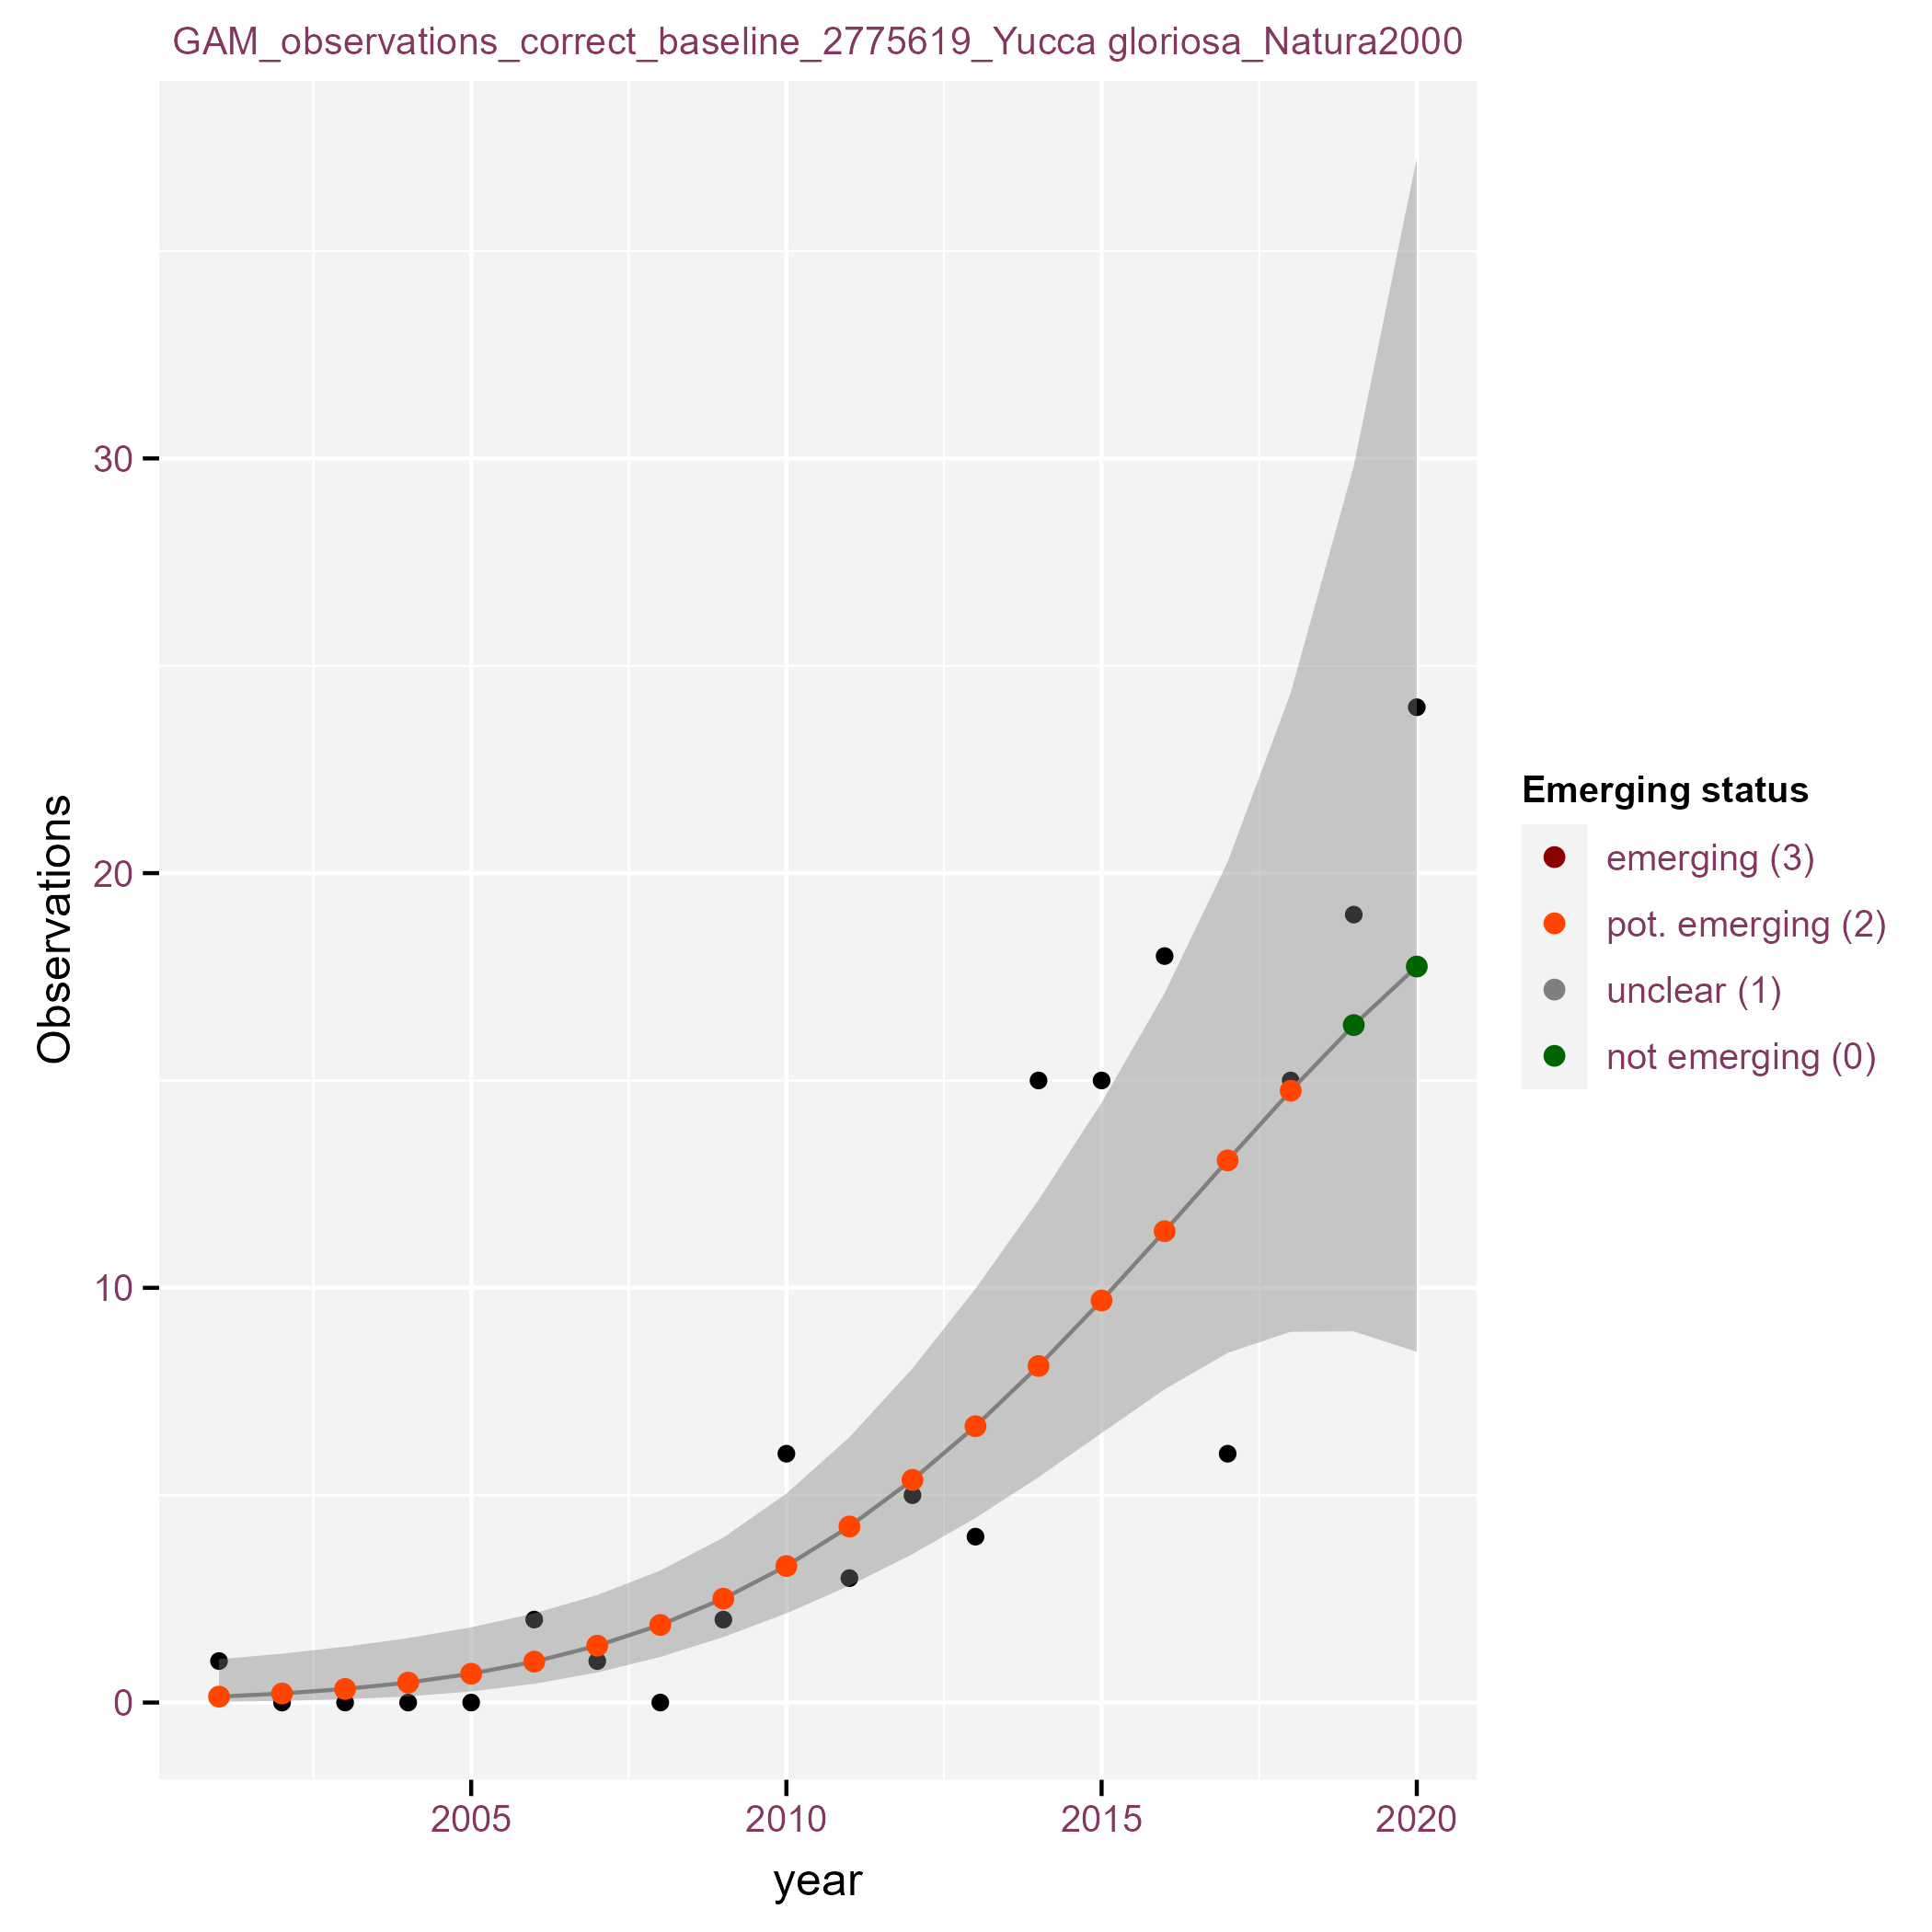 GAM_observations_correct_baseline_2775619_Yucca gloriosa_Natura2000
30
20
10
0
Observations
2005 2010 2015 2020
year
Emerging status
emerging (3)
pot. emerging (2)
unclear (1)
not emerging (0)